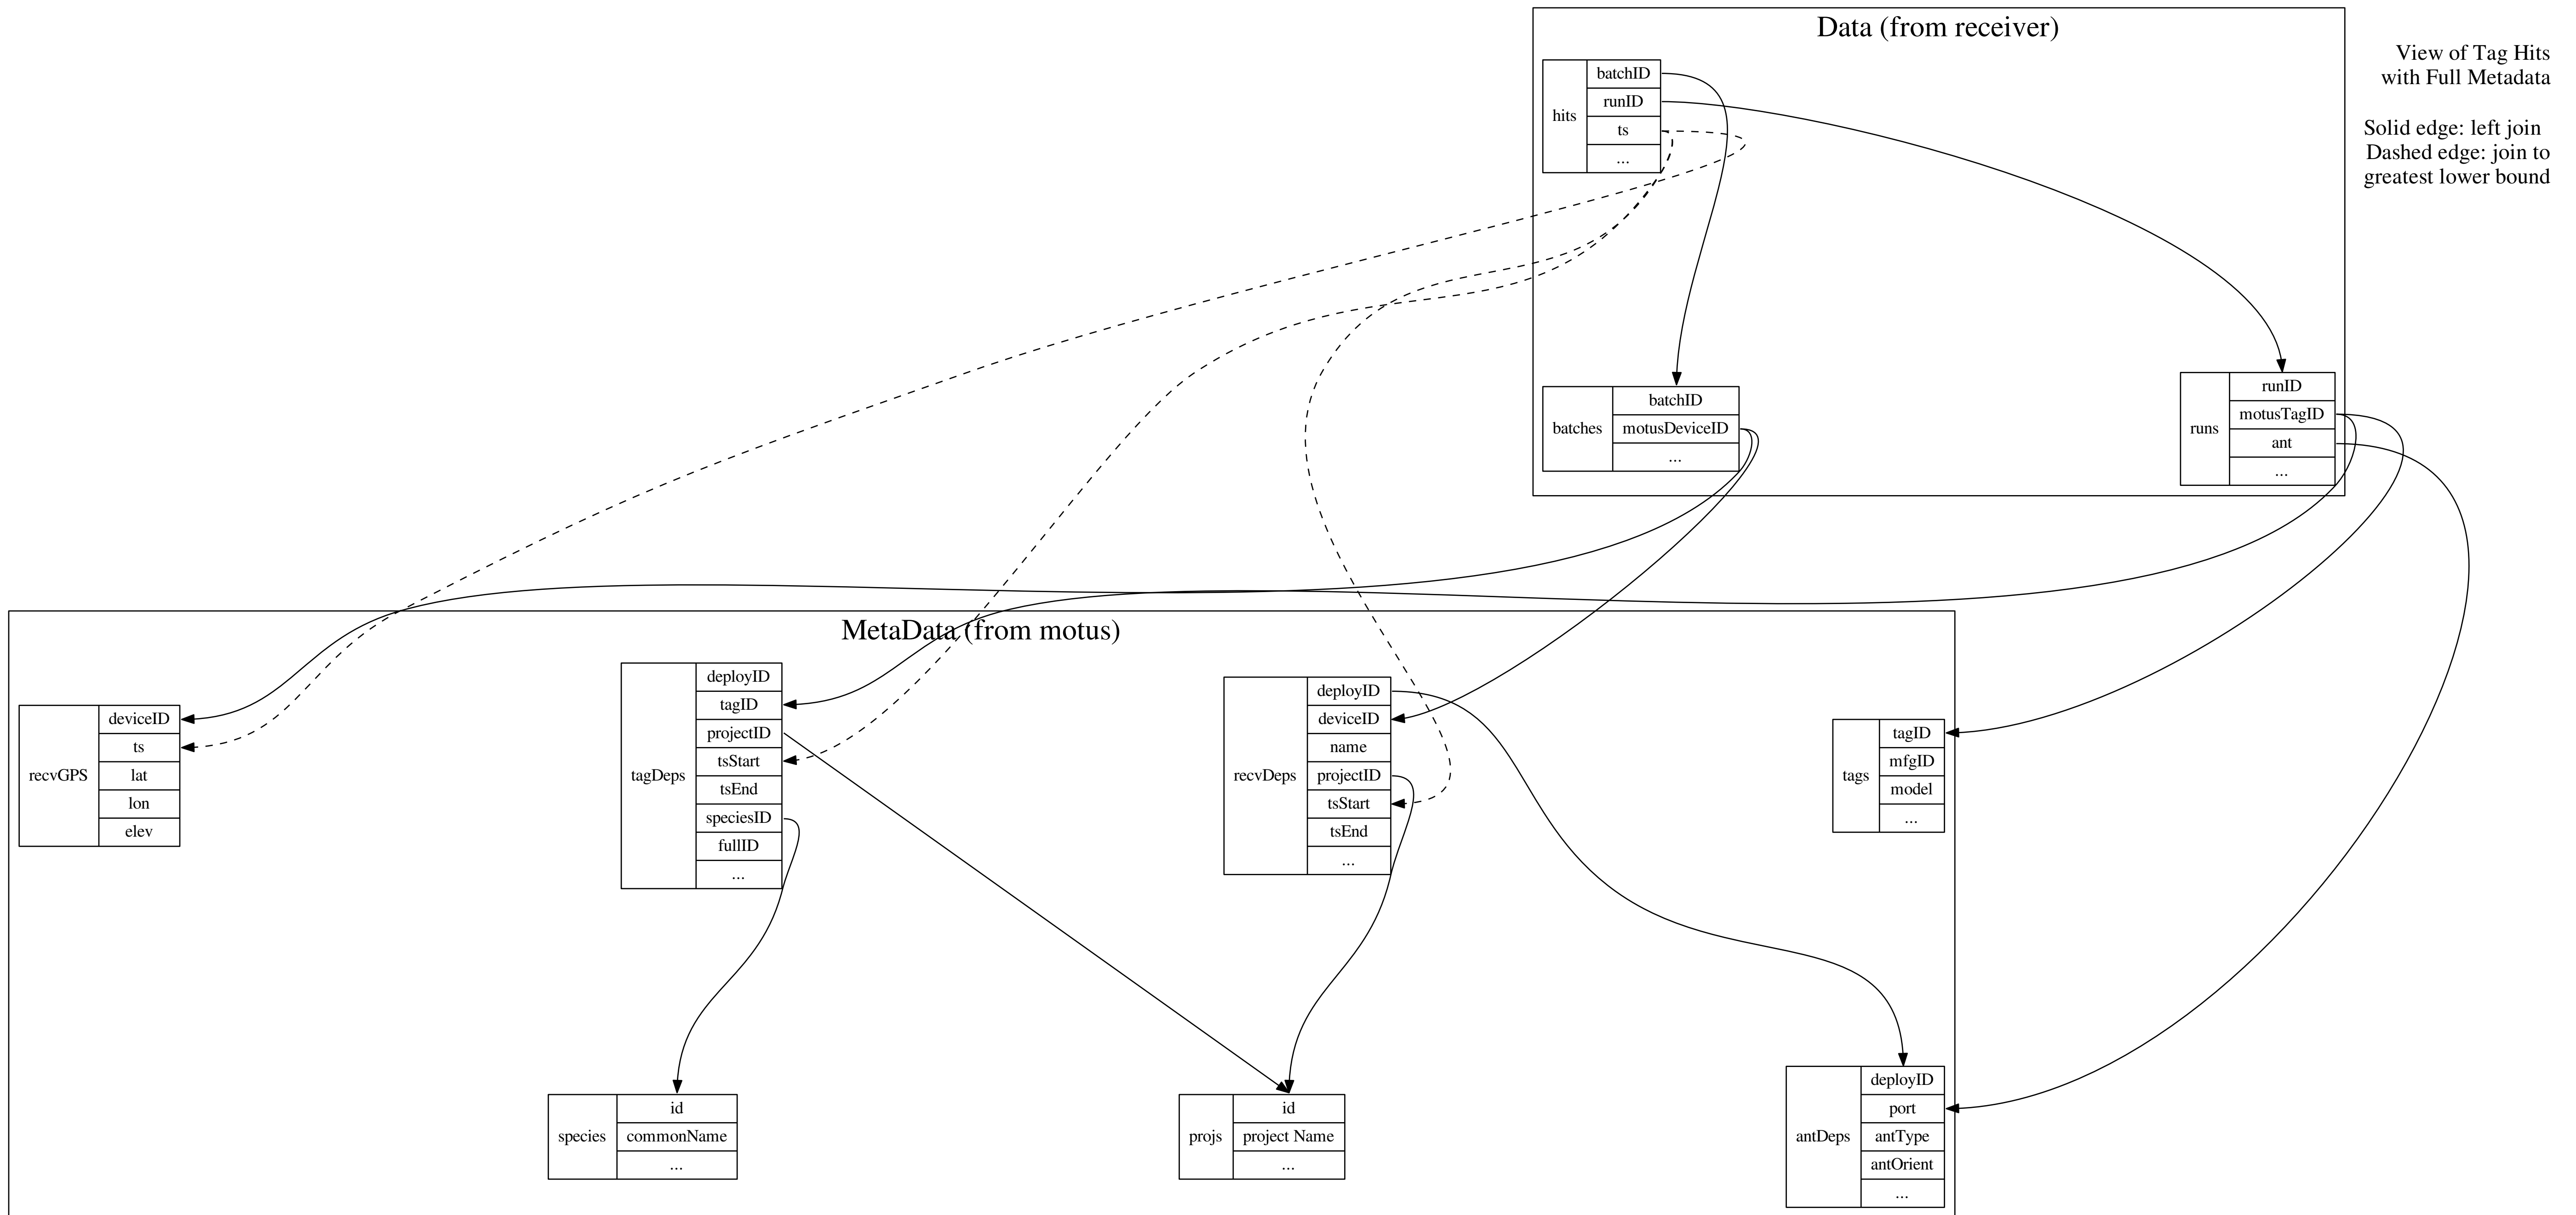 Data (from receiver)
View of Tag Hits
with Full Metadata
Solid edge: left join
Dashed edge: join to
greatest lower bound
hits
batchID
runID
ts
...
batches
batchID
motusDeviceID
...
runs
runID
motusTagID
ant
...
MetaData (from motus)
recvGPS
deviceID
ts
lat
lon
elev
tagDeps
deployID
tagID
projectID
tsStart
tsEnd
speciesID
fullID
...
recvDeps
deployID
deviceID
name
projectID
tsStart
tsEnd
...
tags
tagID
mfgID
model
...
species
id
commonName
...
projs
id
project Name
...
antDeps
deployID
port
antType
antOrient
...